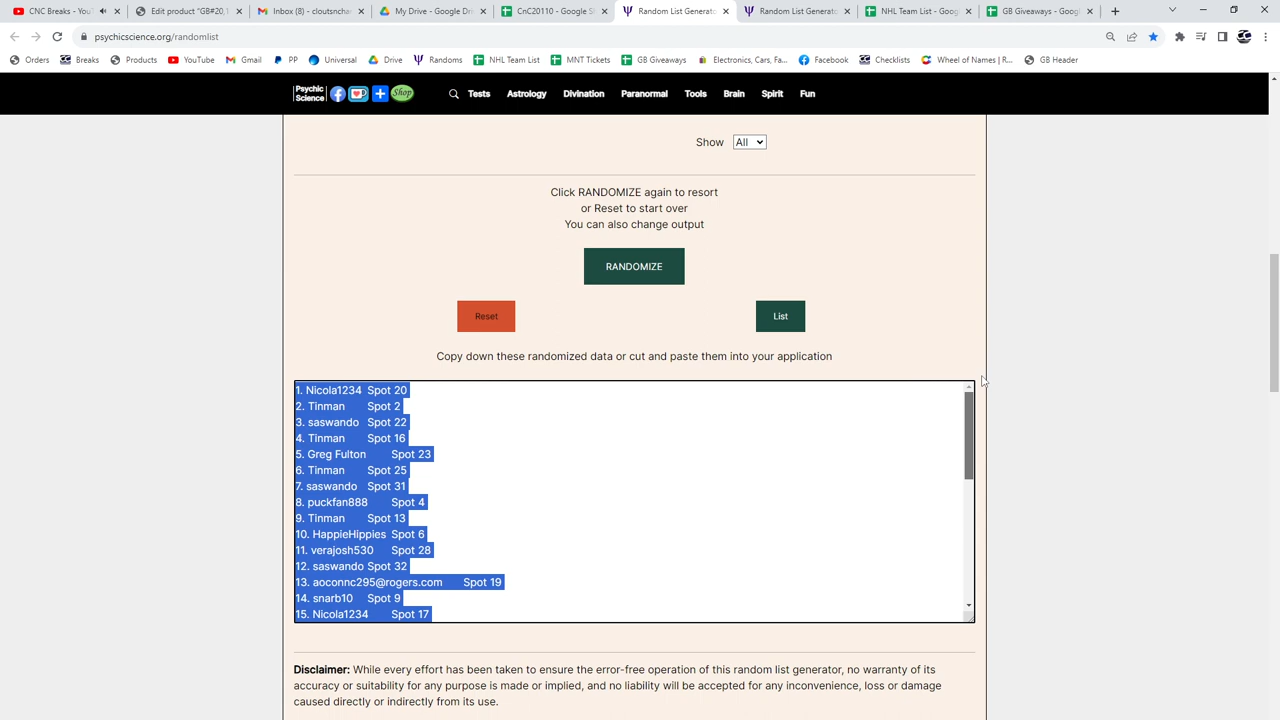 CNC Breaks - YouT
Edit product "GB#20,1
Inbox (8) - cloutsnchar
My Drive - Google Dri
CnC20110 - Google Sh
Random List Generato
Random List Generato
NHL Team List - Goog
GB Giveaways - Goog
psychicscience.org/randomlist
Orders
Breaks
Products
YouTube
Gmail
PP
Universal
Drive
Randoms
NHL Team List
MNT Tickets
GB Giveaways
Electronics, Cars, Fa...
Facebook
Checklists
Wheel of Names | R...
GB Header
Psychic Science
Shop
Tests
Astrology
Divination
Paranormal
Tools
Brain
Spirit
Fun
Show All
Click RANDOMIZE again to resort
or Reset to start over
You can also change output
RANDOMIZE
Reset
List
Copy down these randomized data or cut and paste them into your application
1. Nicola1234 Spot 20
2. Tinman Spot 2
3. saswando Spot 22
4. Tinman Spot 16
5. Greg Fulton Spot 23
6. Tinman Spot 25
7. saswando Spot 31
8. puckfan888 Spot 4
9. Tinman Spot 13
10. HappieHippies Spot 6
11. verajosh530 Spot 28
12. saswando Spot 32
13. aoconnc295@rogers.com Spot 19
14. snarb10 Spot 9
15. Nicola1234 Spot 17
Disclaimer: While every effort has been taken to ensure the error-free operation of this random list generator, no warranty of its
accuracy or suitability for any purpose is made or implied, and no liability will be accepted for any inconvenience, loss or damage
caused directly or indirectly from its use.